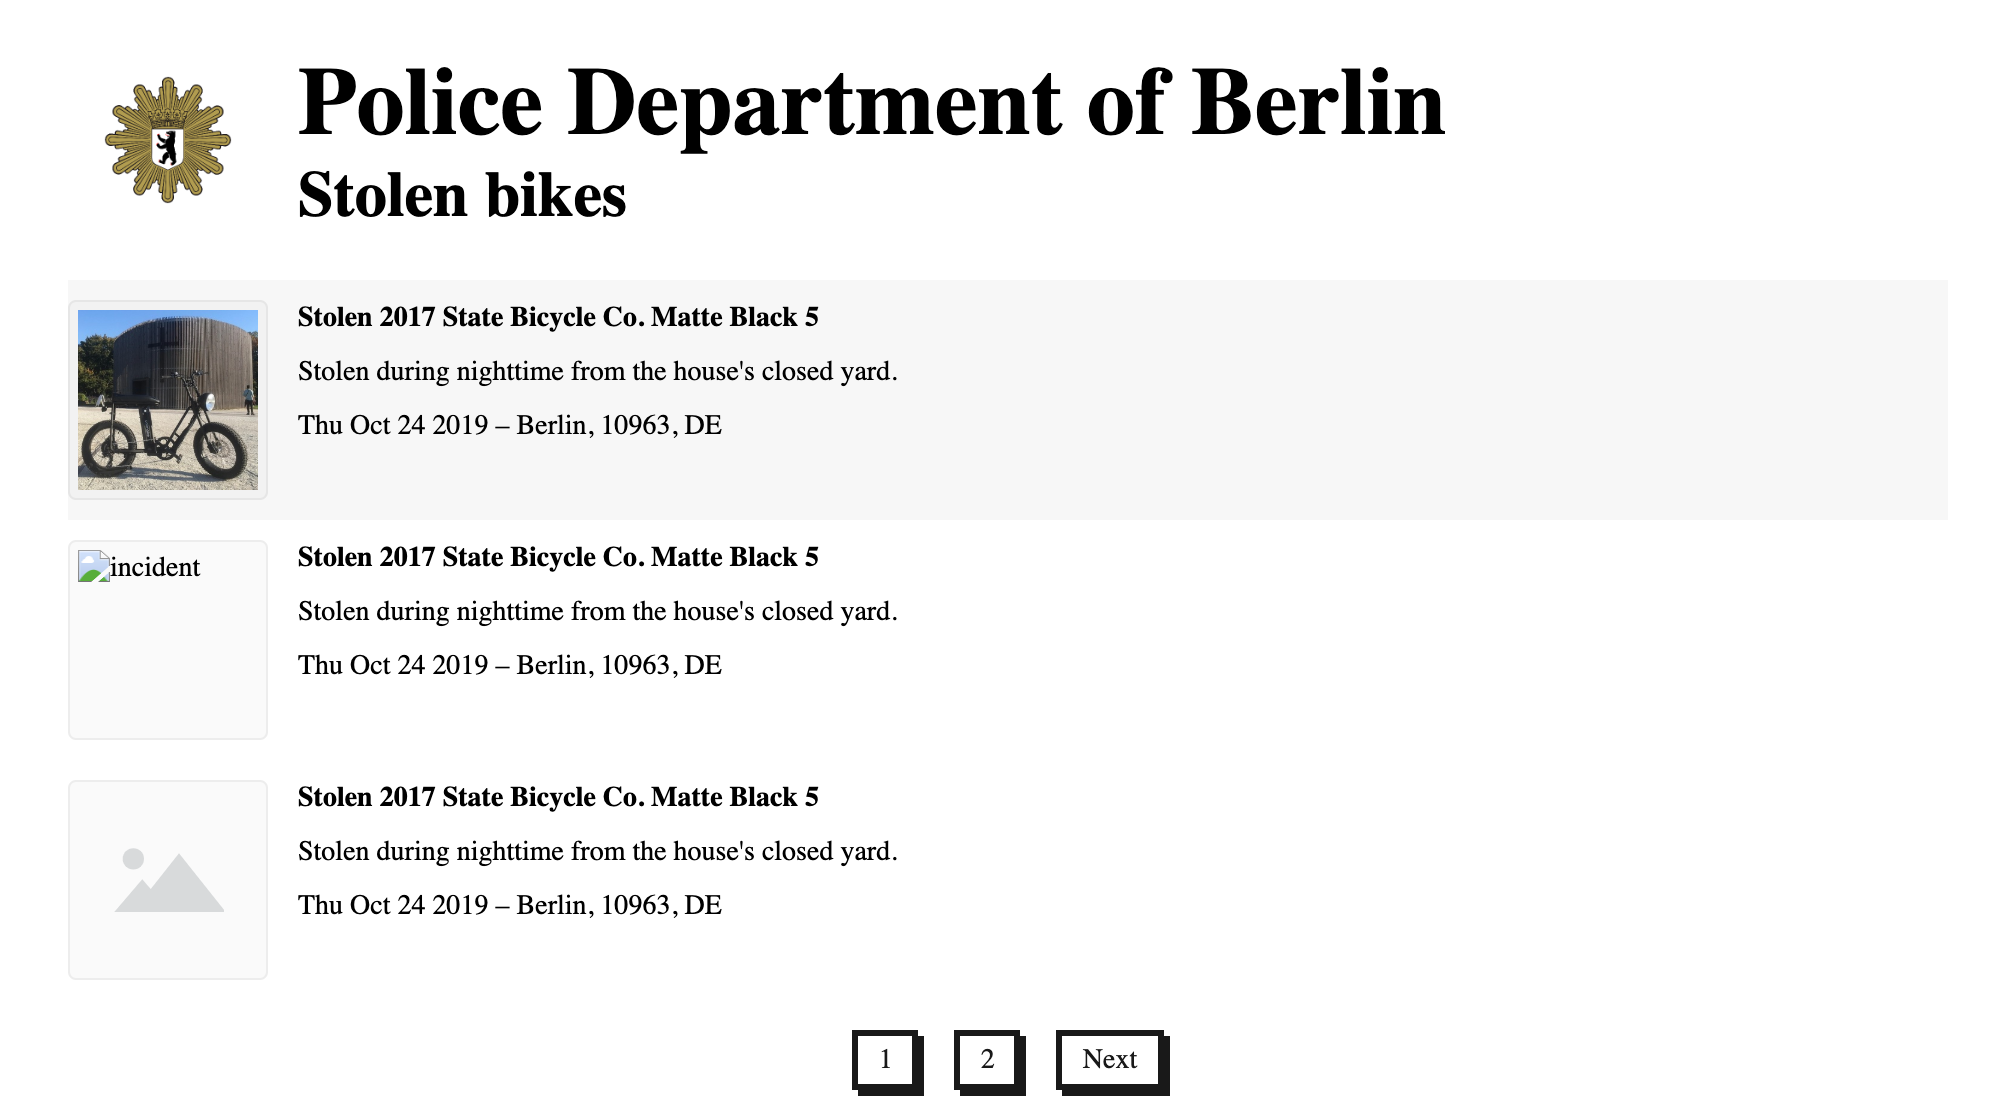 Police Department of Berlin
Stolen bikes
Stolen 2017 State Bicycle Co. Matte Black 5
Stolen during nighttime from the house's closed yard.
Thu Oct 24 2019 – Berlin, 10963, DE
incident
Stolen 2017 State Bicycle Co. Matte Black 5
Stolen during nighttime from the house's closed yard.
Thu Oct 24 2019 – Berlin, 10963, DE
Stolen 2017 State Bicycle Co. Matte Black 5
Stolen during nighttime from the house's closed yard.
Thu Oct 24 2019 – Berlin, 10963, DE
1 2 Next